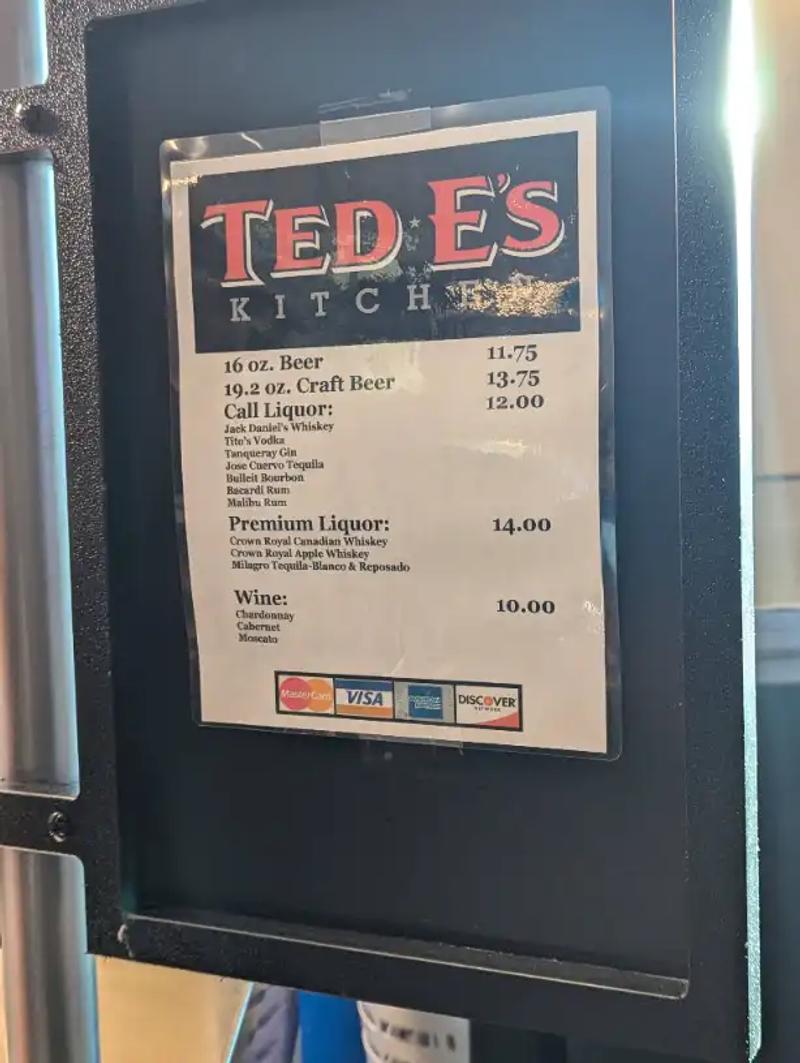 TED E'S
KITCHEN
16 oz. Beer 11.75
19.2 oz. Craft Beer 13.75
Call Liquor: 12.00
Jack Daniel's Whiskey
Tito's Vodka
Tanqueray Gin
Jose Cuervo Tequila
Bulleit Bourbon
Bacardi Rum
Malibu Rum
Premium Liquor: 14.00
Crown Royal Canadian Whiskey
Crown Royal Apple Whiskey
Milagro Tequila-Blanco & Reposado
Wine: 10.00
Chardonnay
Cabernet
Moscato
MasterCard VISA AMERICAN EXPRESS DISCOVER
NETWORK